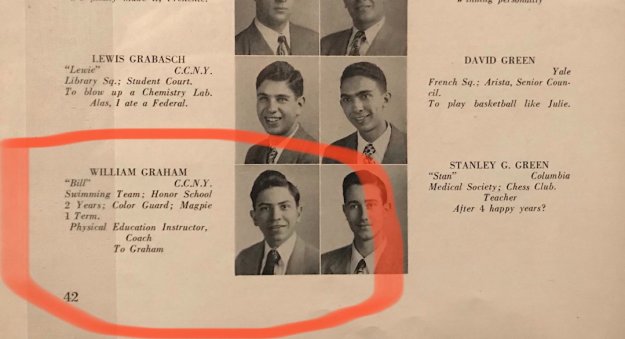 LEWIS GRABASCH
"Lewie" C.C.N.Y.
Library Sq.; Student Court.
To blow up a Chemistry Lab.
Alas, I ate a Federal.
WILLIAM GRAHAM
"Bill" C.C.N.Y.
Swimming Team; Honor School
2 Years; Color Guard; Magpie
1 Term.
Physical Education Instructor,
Coach
To Graham
42
winning personality
DAVID GREEN
Yale
French Sq.; Arista, Senior Coun-
cil.
To play basketball like Julie.
STANLEY G. GREEN
"Stan" Columbia
Medical Society; Chess Club.
Teacher
After 4 happy years?